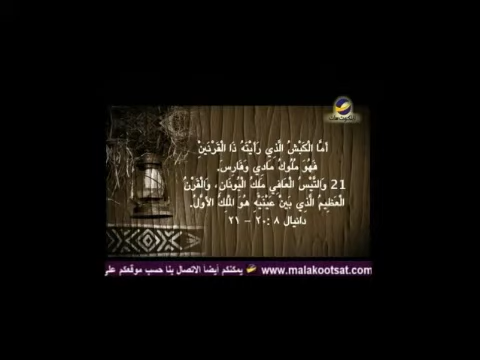 أَمَّا الْكَبْشُ الَّذِي رَأَيْتَهُ ذَا الْقَرْنَيْنِ
فَهُوَ مُلُوكُ مَادِي وَفَارِسَ.
21 وَالتَّيْسُ الْعَافِي مَلِكُ الْيُونَانِ، وَالْقَرْنُ
الْعَظِيمُ الَّذِي بَيْنَ عَيْنَيْهِ هُوَ الْمَلِكُ الأَوَّلُ.
دانيال ٨ :٢٠ – ٢١
www.malakootsat.com يمكنكم أيضاً الاتصال بنا حسب موقعكم على